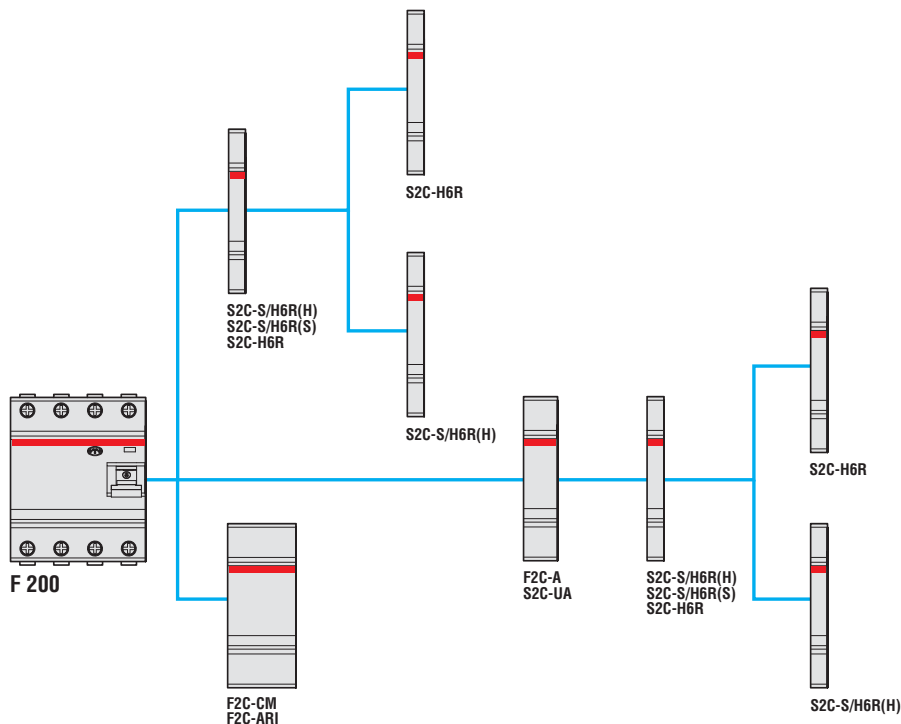 S2C-H6R
S2C-S/H6R(H)
S2C-S/H6R(S)
S2C-H6R
S2C-S/H6R(H)
S2C-H6R
F 200
F2C-A
S2C-UA
S2C-S/H6R(H)
S2C-S/H6R(S)
S2C-H6R
F2C-CM
F2C-ARI
S2C-S/H6R(H)